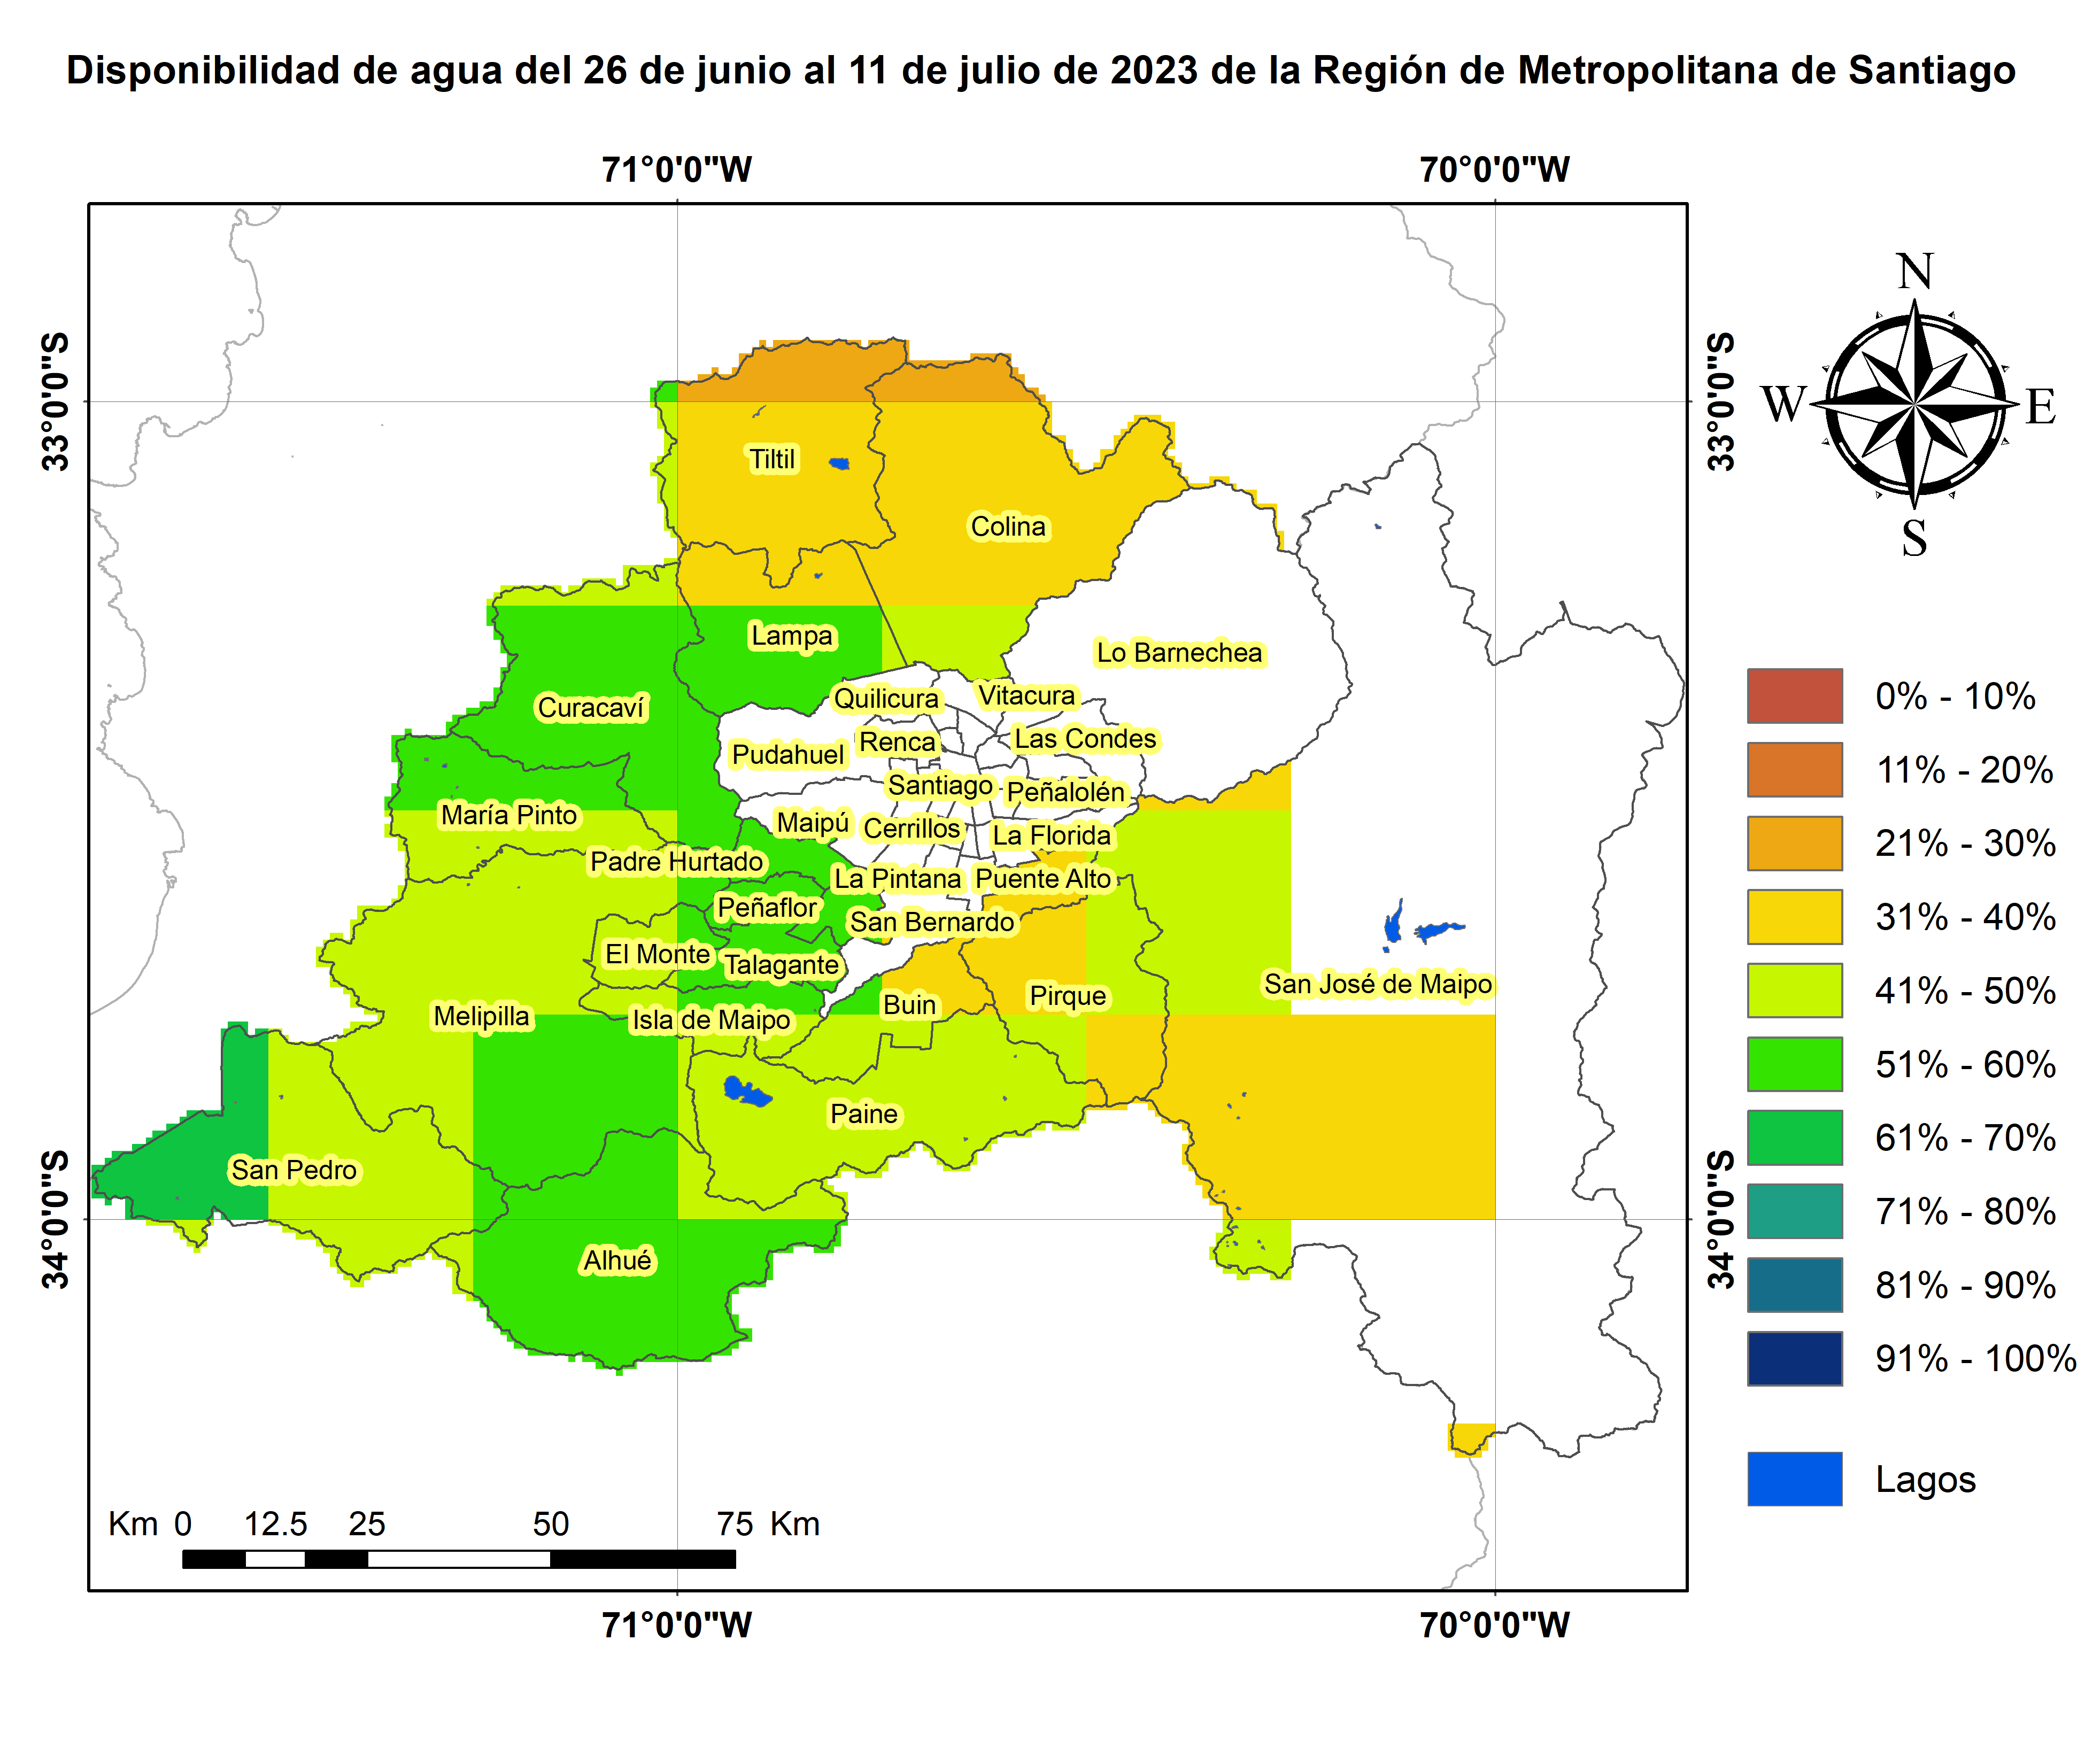 Disponibilidad de agua del 26 de junio al 11 de julio de 2023 de la Región de Metropolitana de Santiago
71°0'0"W
70°0'0"W
33°0'0"S
33°0'0"S
N
W
E
S
Tiltil
Colina
Lampa
Lo Barnechea
Curacaví
Quilicura
Vitacura
Pudahuel
Renca
Las Condes
Santiago
Peñalolén
María Pinto
Maipú
Cerrillos
La Florida
Padre Hurtado
La Pintana
Puente Alto
Peñaflor
San Bernardo
El Monte
Talagante
San José de Maipo
Buin
Pirque
Melipilla
Isla de Maipo
Paine
San Pedro
Alhué
34°0'0"S
34°0'0"S
0% - 10%
11% - 20%
21% - 30%
31% - 40%
41% - 50%
51% - 60%
61% - 70%
71% - 80%
81% - 90%
91% - 100%
Lagos
Km 0 12.5 25 50 75 Km
71°0'0"W
70°0'0"W